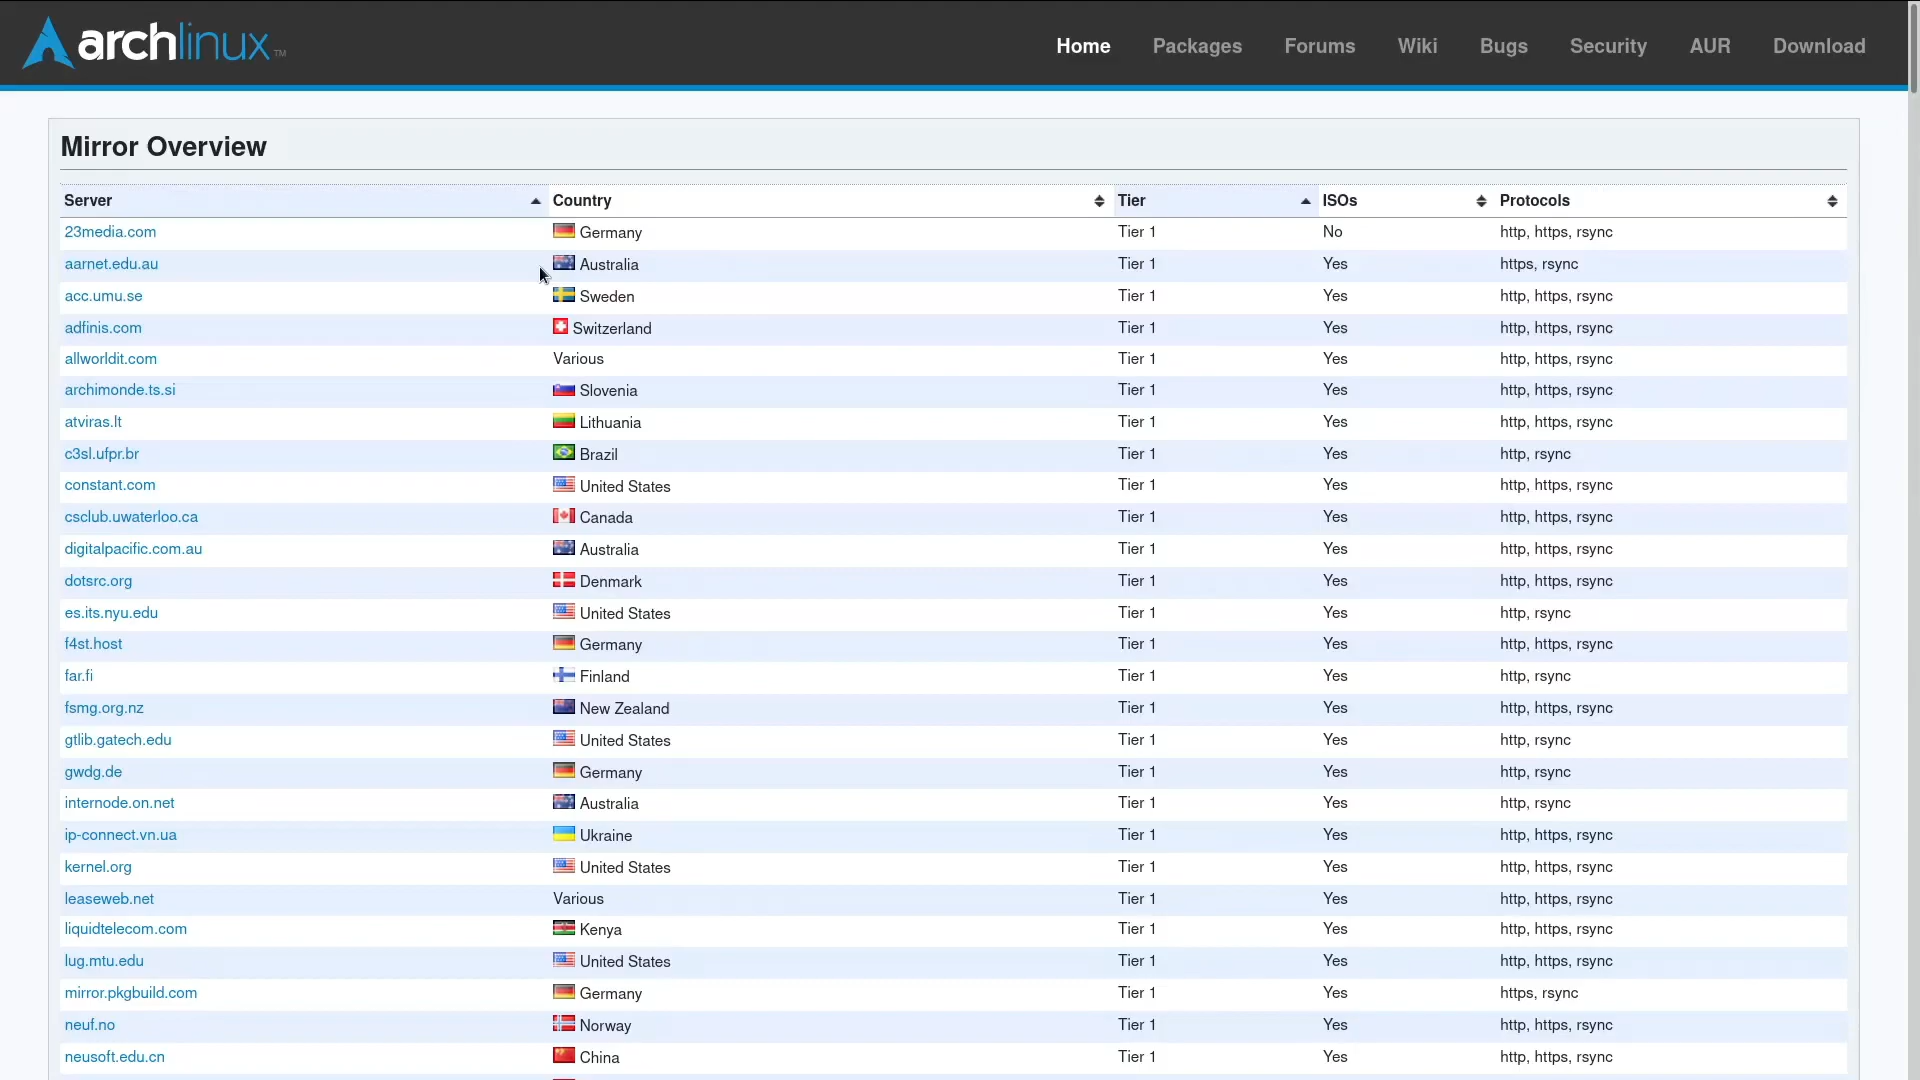 archlinux™
Home Packages Forums Wiki Bugs Security AUR Download
Mirror Overview
Server Country Tier ISOs Protocols
23media.com Germany Tier 1 No http, https, rsync
aarnet.edu.au Australia Tier 1 Yes https, rsync
acc.umu.se Sweden Tier 1 Yes http, https, rsync
adfinis.com Switzerland Tier 1 Yes http, https, rsync
allworldit.com Various Tier 1 Yes http, https, rsync
archimonde.ts.si Slovenia Tier 1 Yes http, https, rsync
atviras.lt Lithuania Tier 1 Yes http, https, rsync
c3sl.ufpr.br Brazil Tier 1 Yes http, rsync
constant.com United States Tier 1 Yes http, https, rsync
csclub.uwaterloo.ca Canada Tier 1 Yes http, https, rsync
digitalpacific.com.au Australia Tier 1 Yes http, https, rsync
dotsrc.org Denmark Tier 1 Yes http, https, rsync
es.its.nyu.edu United States Tier 1 Yes http, rsync
f4st.host Germany Tier 1 Yes http, https, rsync
far.fi Finland Tier 1 Yes http, rsync
fsmg.org.nz New Zealand Tier 1 Yes http, https, rsync
gtlib.gatech.edu United States Tier 1 Yes http, rsync
gwdg.de Germany Tier 1 Yes http, rsync
internode.on.net Australia Tier 1 Yes http, rsync
ip-connect.vn.ua Ukraine Tier 1 Yes http, https, rsync
kernel.org United States Tier 1 Yes http, https, rsync
leaseweb.net Various Tier 1 Yes http, https, rsync
liquidtelecom.com Kenya Tier 1 Yes http, https, rsync
lug.mtu.edu United States Tier 1 Yes http, https, rsync
mirror.pkgbuild.com Germany Tier 1 Yes https, rsync
neuf.no Norway Tier 1 Yes http, https, rsync
neusoft.edu.cn China Tier 1 Yes http, https, rsync